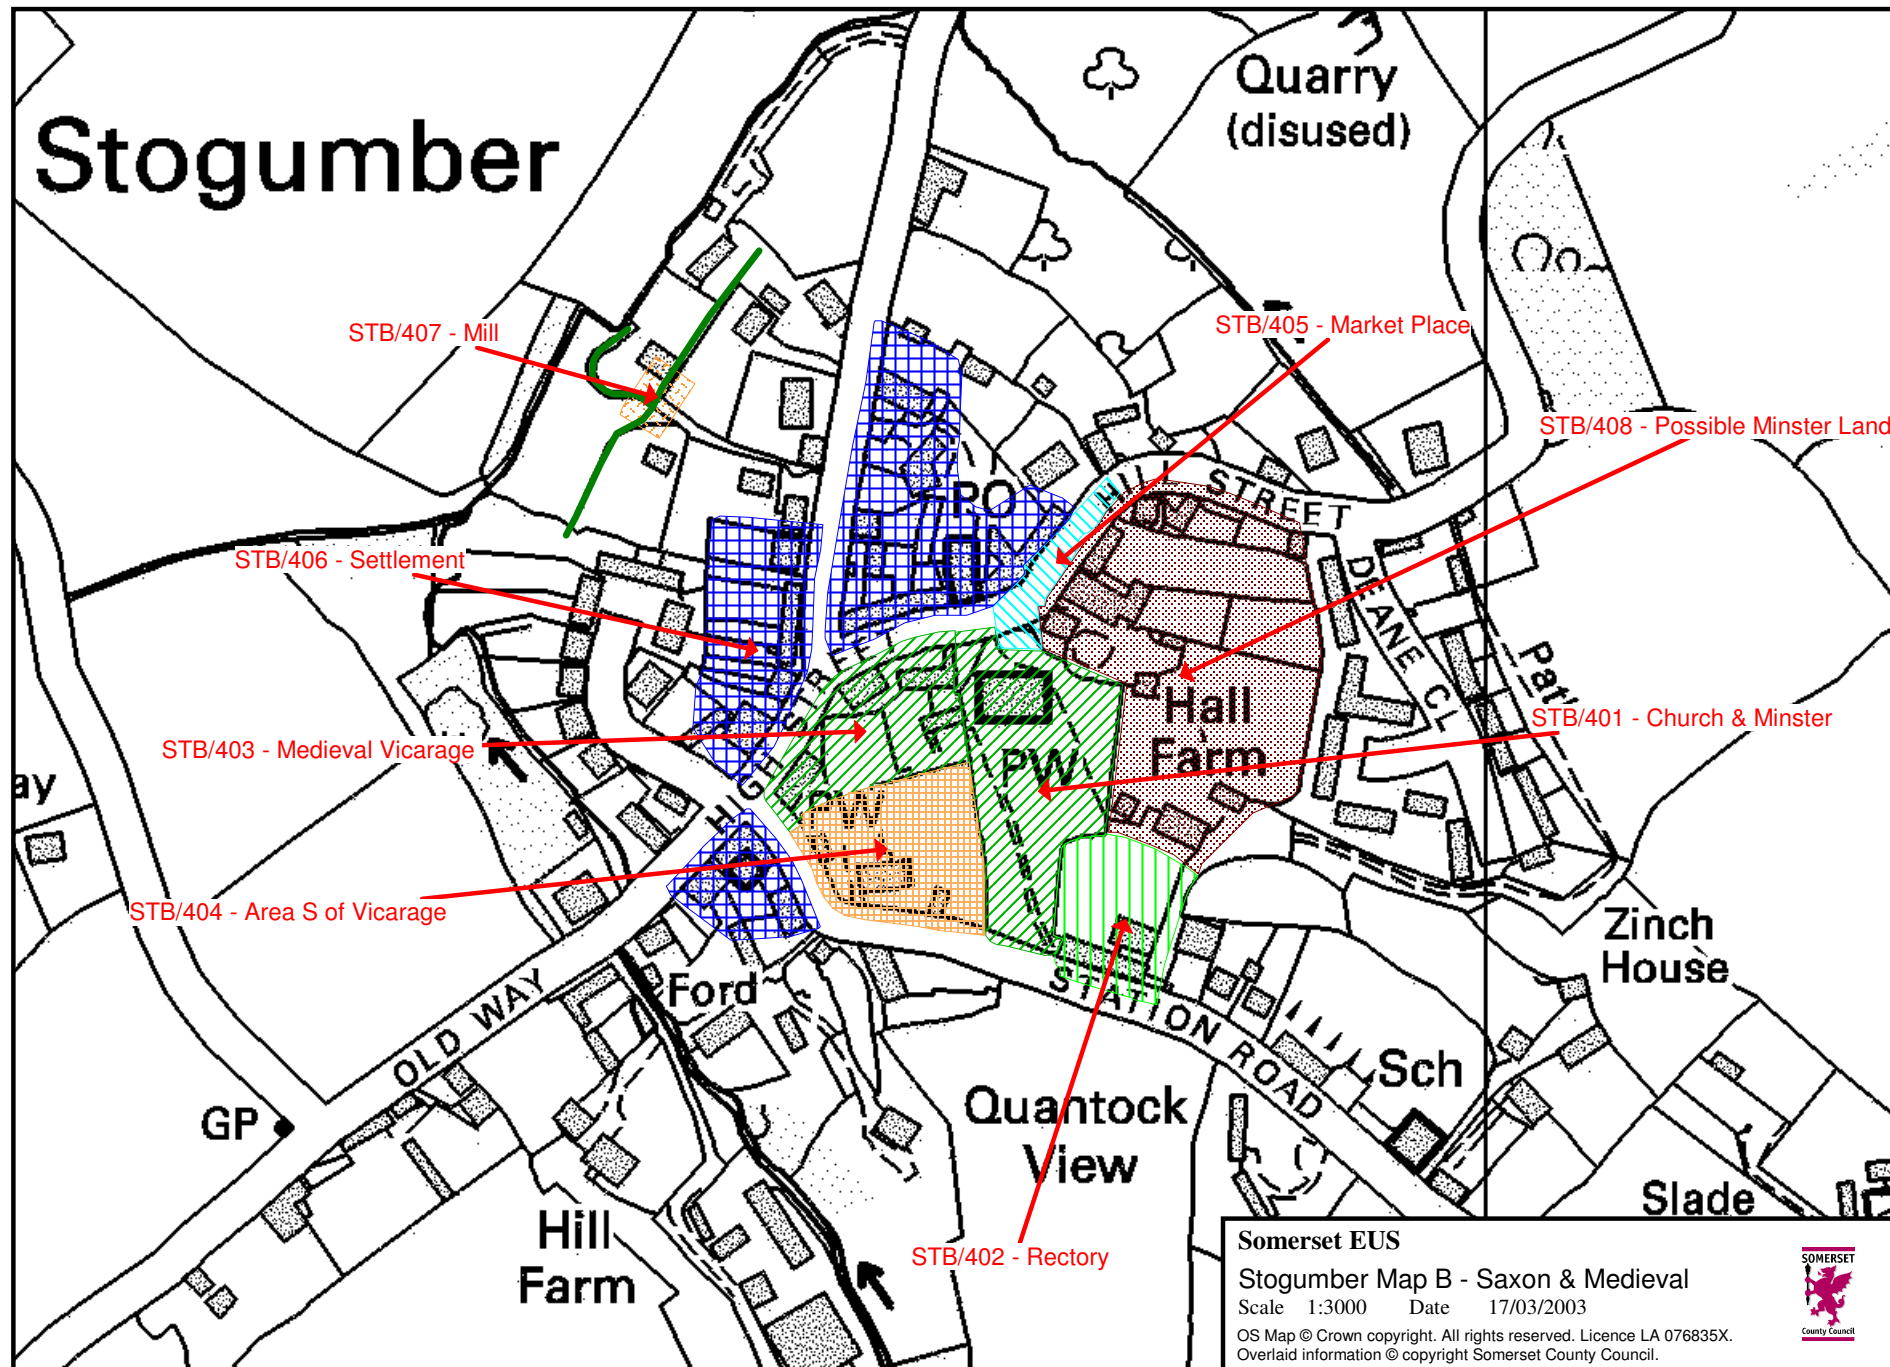 Stogumber
Quarry
(disused)
STB/407 - Mill
STB/405 - Market Place
STB/408 - Possible Minster Land
PO
HILL STREET
STB/406 - Settlement
DEANE CL
Path
STB/403 - Medieval Vicarage
Hall
Farm
STB/401 - Church & Minster
PW
ay
STB/404 - Area S of Vicarage
Zinch
House
Ford
STATION ROAD
OLD WAY
GP
Sch
Quantock
View
Hill
Farm
STB/402 - Rectory
Slade
Somerset EUS
Stogumber Map B - Saxon & Medieval
Scale 1:3000 Date 17/03/2003
OS Map © Crown copyright. All rights reserved. Licence LA 076835X.
Overlaid information © copyright Somerset County Council.
SOMERSET
County Council